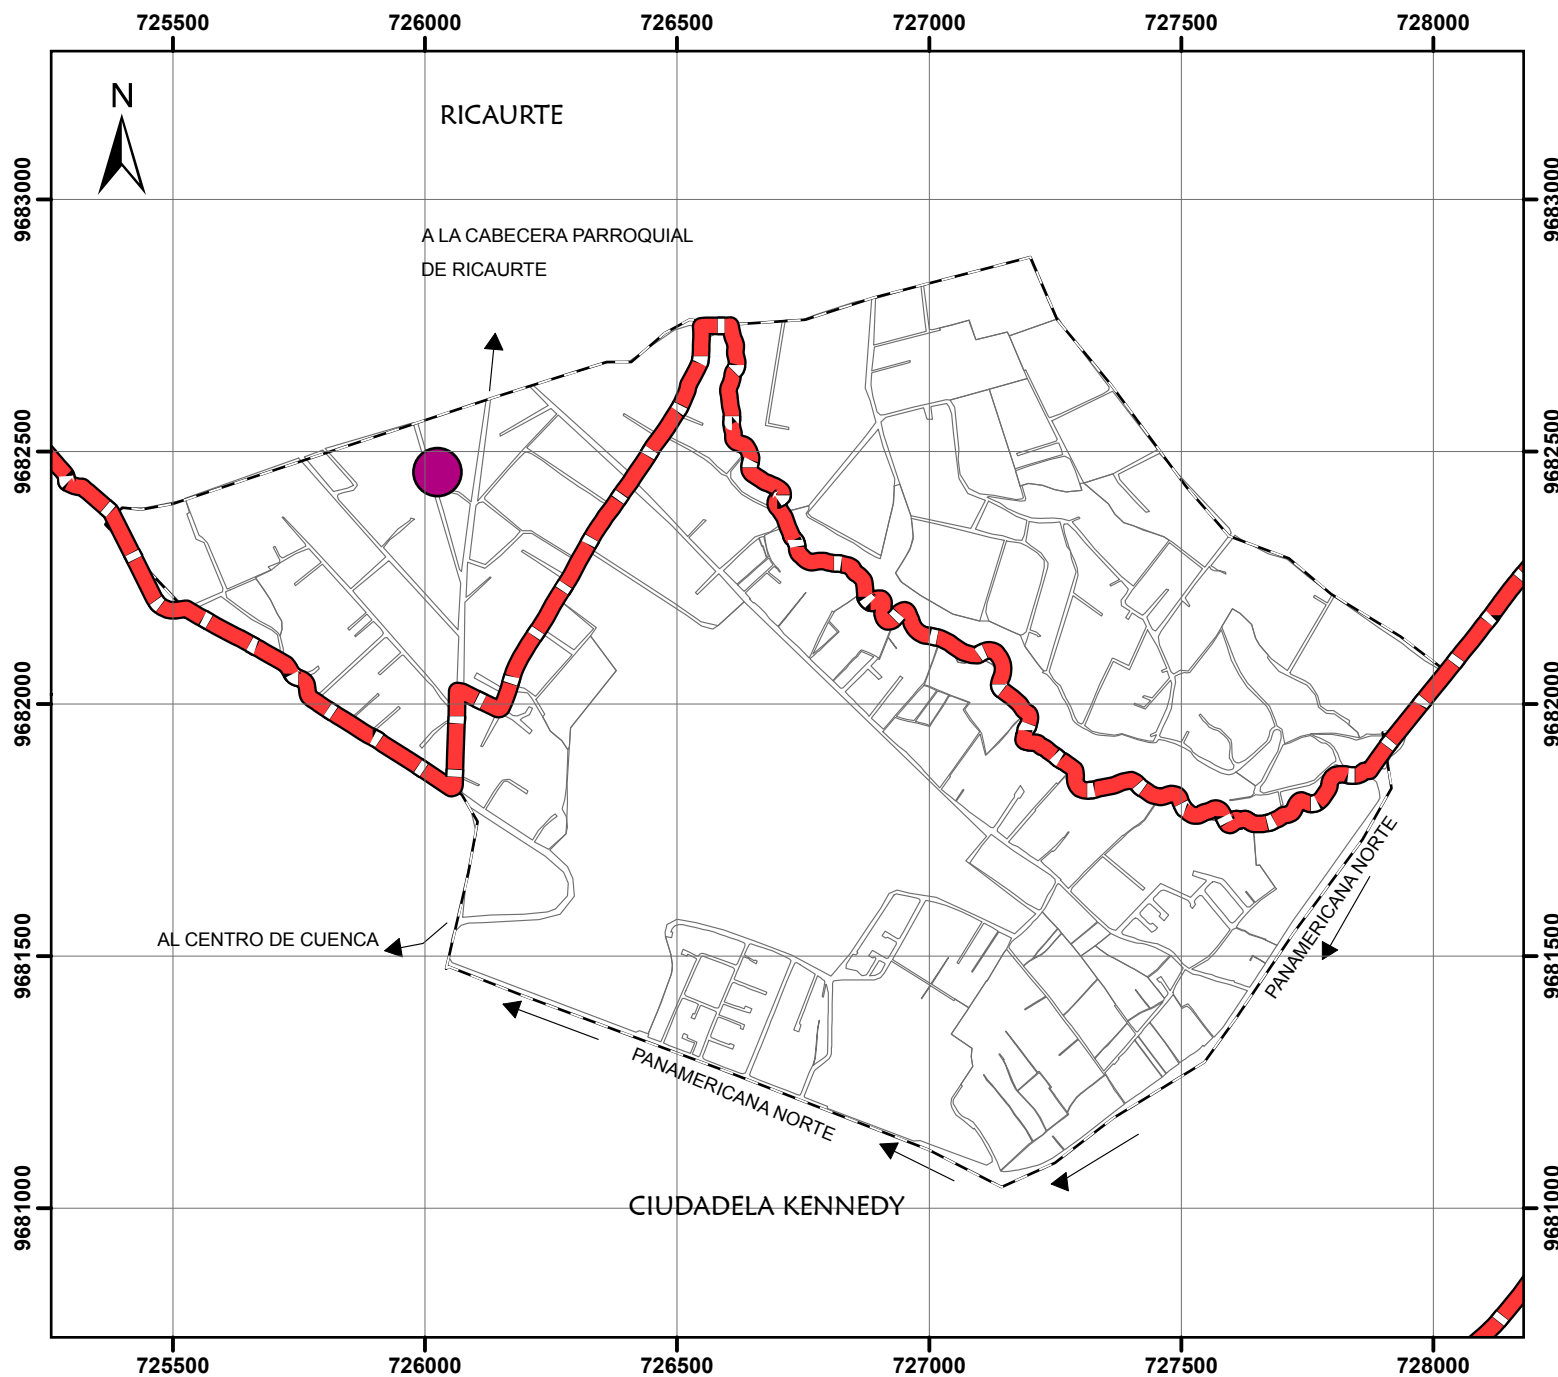 725500 726000 726500 727000 727500 728000
N
RICAURTE
9683000 9683000
A LA CABECERA PARROQUIAL
DE RICAURTE
9682500 9682500
9682000 9682000
PANAMERICANA NORTE
AL CENTRO DE CUENCA
9681500 9681500
PANAMERICANA NORTE
CIUDADELA KENNEDY
9681000 9681000
725500 726000 726500 727000 727500 728000